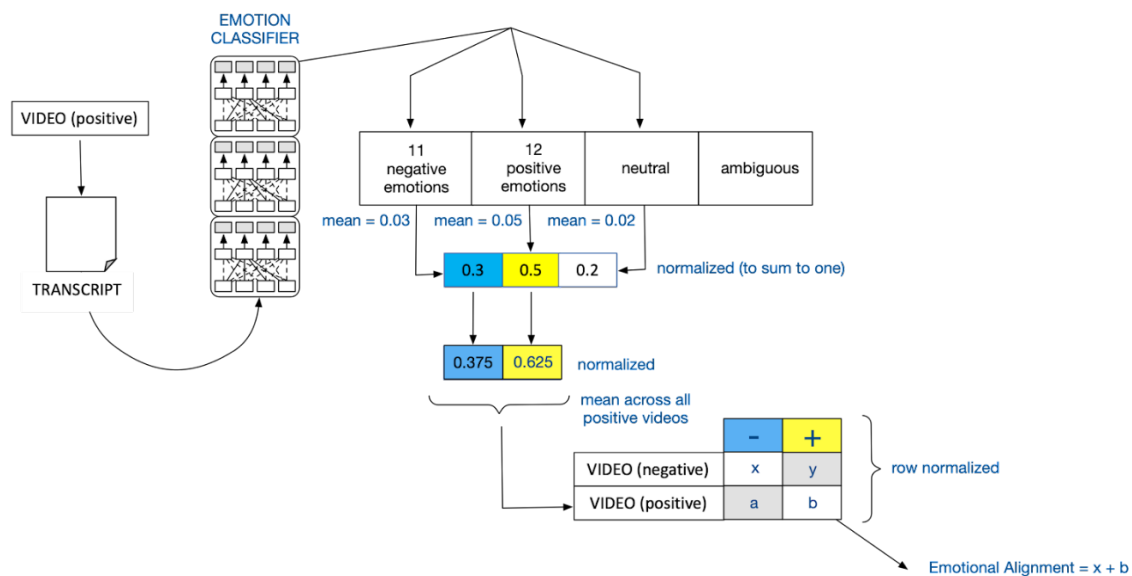 EMOTION
CLASSIFIER
VIDEO (positive)
TRANSCRIPT
11
negative
emotions
12
positive
emotions
neutral
ambiguous
mean = 0.03
mean = 0.05
mean = 0.02
0.3
0.5
0.2
normalized (to sum to one)
0.375
0.625
normalized
mean across all
positive videos
-
+
VIDEO (negative)
x
y
VIDEO (positive)
a
b
row normalized
Emotional Alignment = x + b